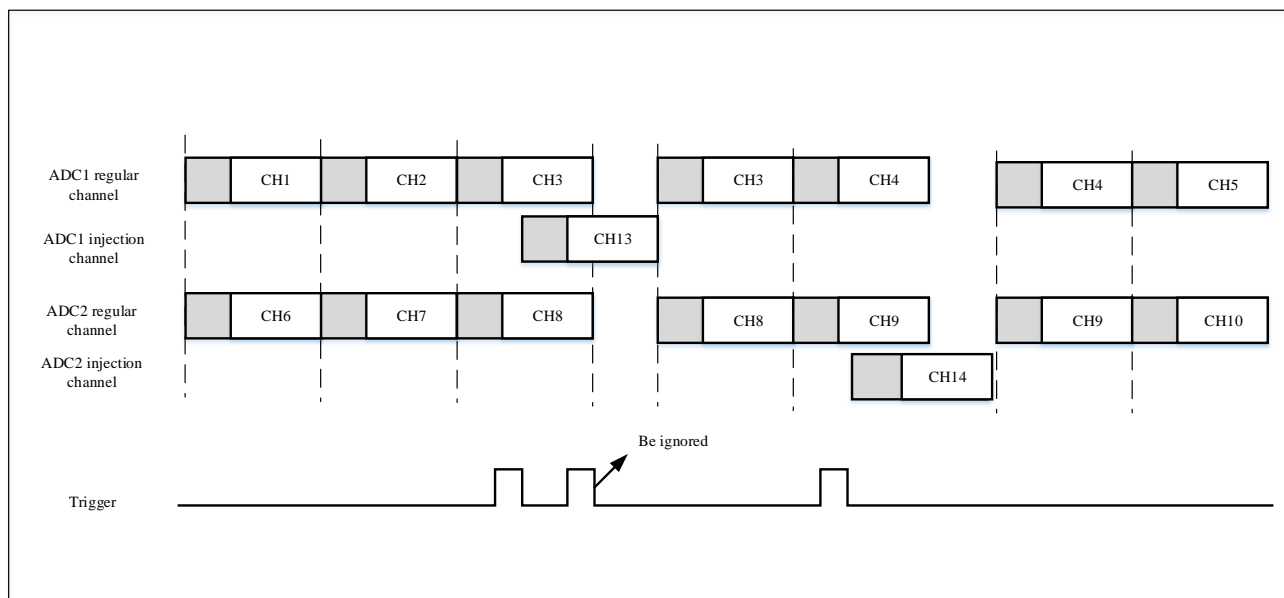 ADC1 regular
channel
CH1
CH2
CH3
CH3
CH4
CH4
CH5
ADC1 injection
channel
CH13
ADC2 regular
channel
CH6
CH7
CH8
CH8
CH9
CH9
CH10
ADC2 injection
channel
CH14
Be ignored
Trigger